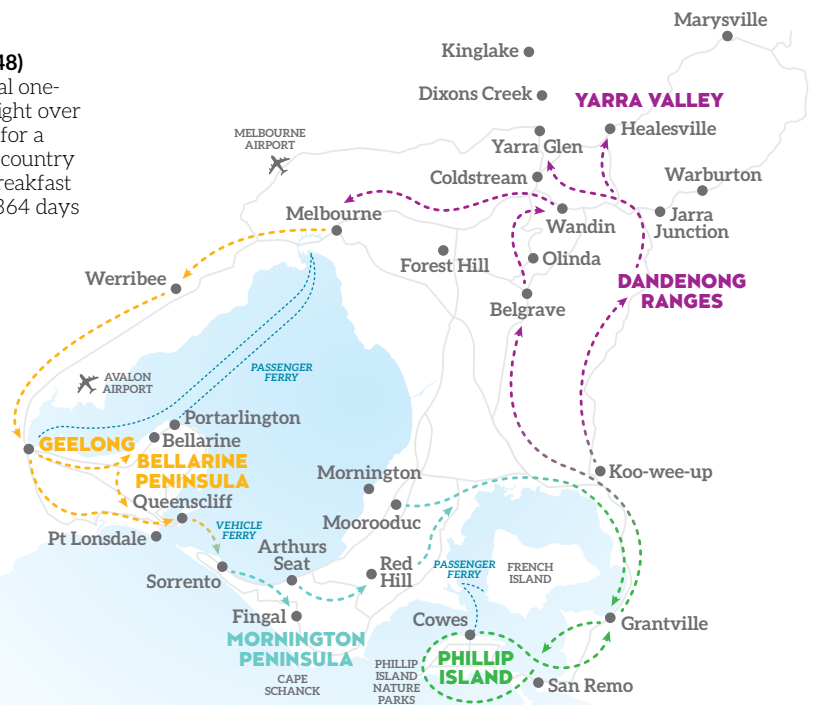 48)
al one-
ight over
for a
country
reakfast
364 days
Marysville
Kinglake
Dixons Creek
YARRA VALLEY
MELBOURNE
AIRPORT
Healesville
Yarra Glen
Coldstream
Warburton
Melbourne
Wandin
Jarra
Junction
Forest Hill
Olinda
Werribee
DANDENONG
RANGES
Belgrave
PASSENGER
FERRY
AVALON
AIRPORT
Portarlington
GEELONG
Bellarine
BELLARINE
PENINSULA
Mornington
Koo-wee-up
Queenscliff
Moorooduc
VEHICLE
FERRY
Pt Lonsdale
Arthurs
Seat
Sorrento
Red
Hill
PASSENGER
FERRY
FRENCH
ISLAND
Fingal
Cowes
Grantville
MORNINGTON
PENINSULA
CAPE
SCHANCK
PHILLIP
ISLAND
NATURE
PARKS
PHILLIP
ISLAND
San Remo